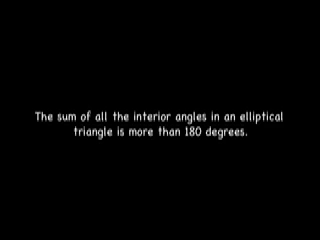 The sum of all the interior angles in an elliptical
triangle is more than 180 degrees.